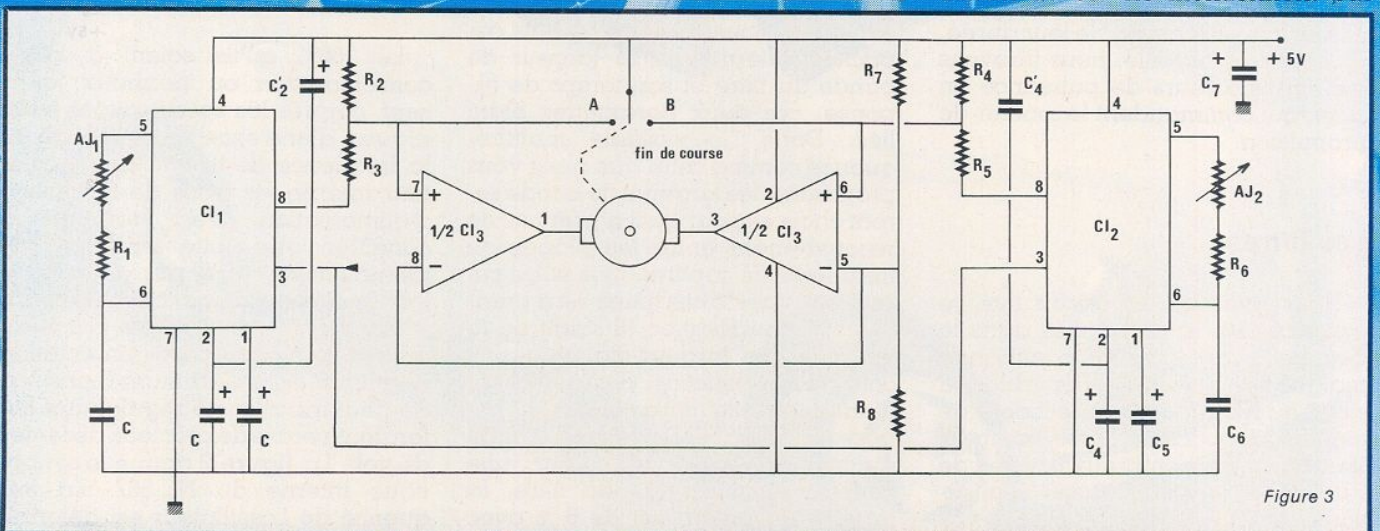 + 5V
4
C'2
+
R2
R7
R4
C'4
4
+
C7
A
B
5
AJ1
R3
fin de course
R5
5
7
+
2
+
6
8
AJ2
CI1
8
1/2 CI3
1
3
1/2 CI3
CI2
R1
3
8
−
4
−
5
3
R6
6
6
7
2
1
R8
7
2
1
+
+
+
+
C
C
C
C4
C5
C6
Figure 3